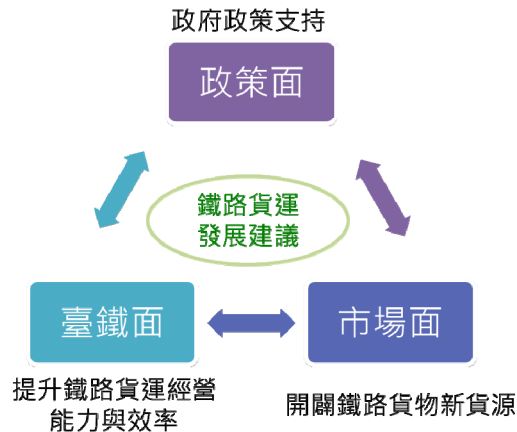 政府政策支持
政策面
鐵路貨運
發展建議
臺鐵面
市場面
提升鐵路貨運經營
能力與效率
開闢鐵路貨物新貨源